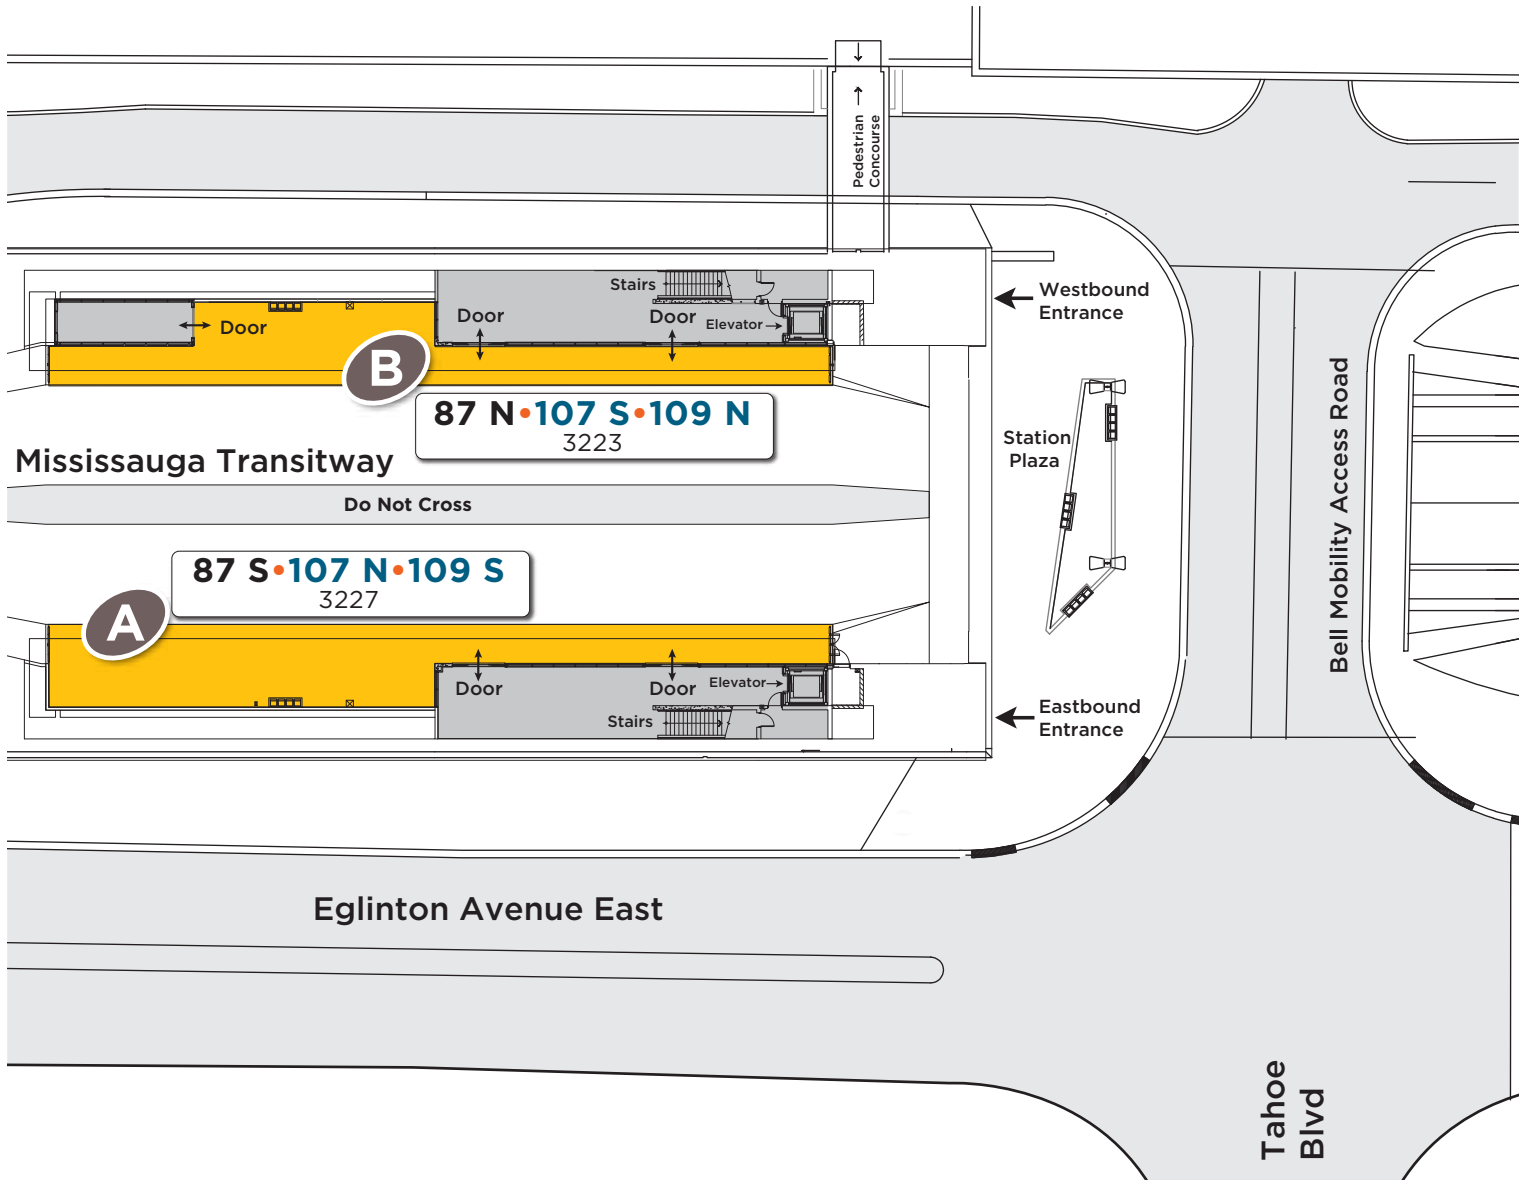 Pedestrian
Concourse
Stairs
Door
Door
Door
Elevator
Westbound
Entrance
B
87 N•107 S•109 N
3223
Mississauga Transitway
Station
Plaza
Do Not Cross
Bell Mobility Access Road
87 S•107 N•109 S
3227
A
Door
Door
Elevator
Stairs
Eastbound
Entrance
Eglinton Avenue East
Tahoe
Blvd